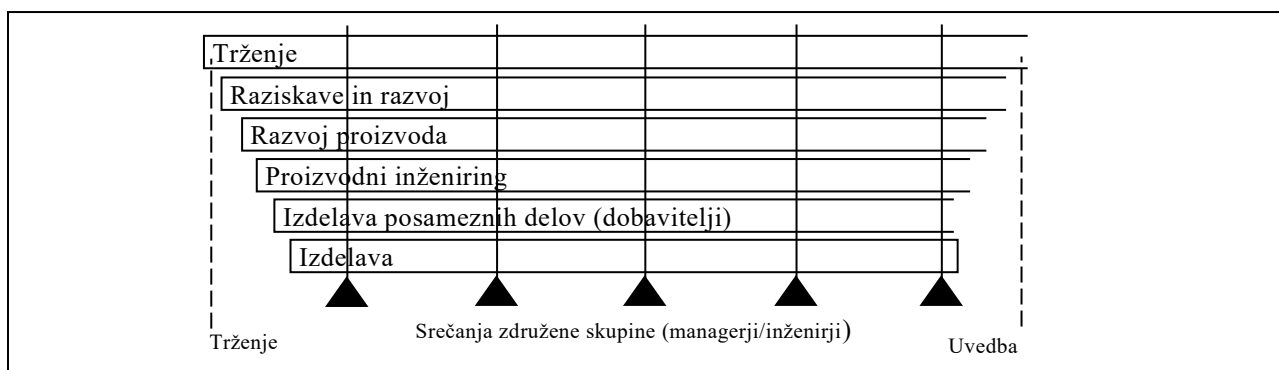 Trženje
Raziskave in razvoj
Razvoj proizvoda
Proizvodni inženiring
Izdelava posameznih delov (dobavitelji)
Izdelava
Srečanja združene skupine (managerji/inženirji)
Trženje
Uvedba